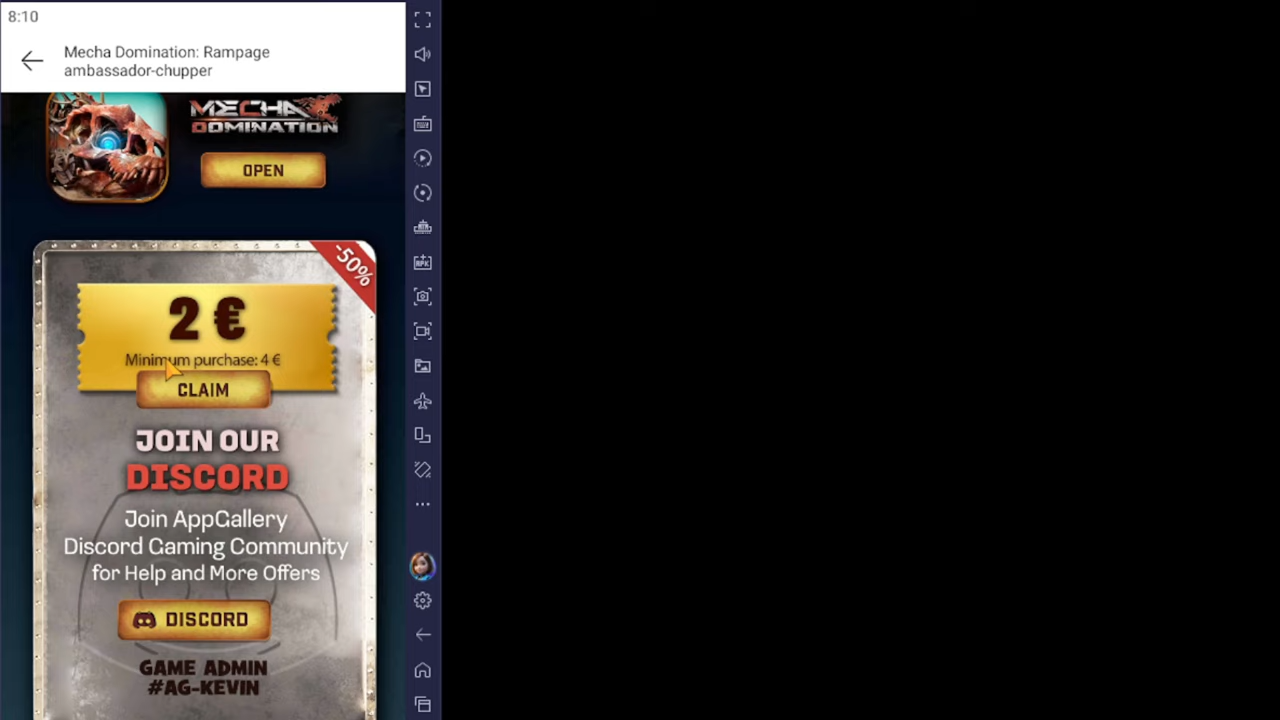 8:10
Mecha Domination: Rampage
ambassador-chupper
MECHA
DOMINATION
OPEN
-50%
2 €
Minimum purchase: 4 €
CLAIM
JOIN OUR
DISCORD
Join AppGallery
Discord Gaming Community
for Help and More Offers
DISCORD
GAME ADMIN
#AG-KEVIN